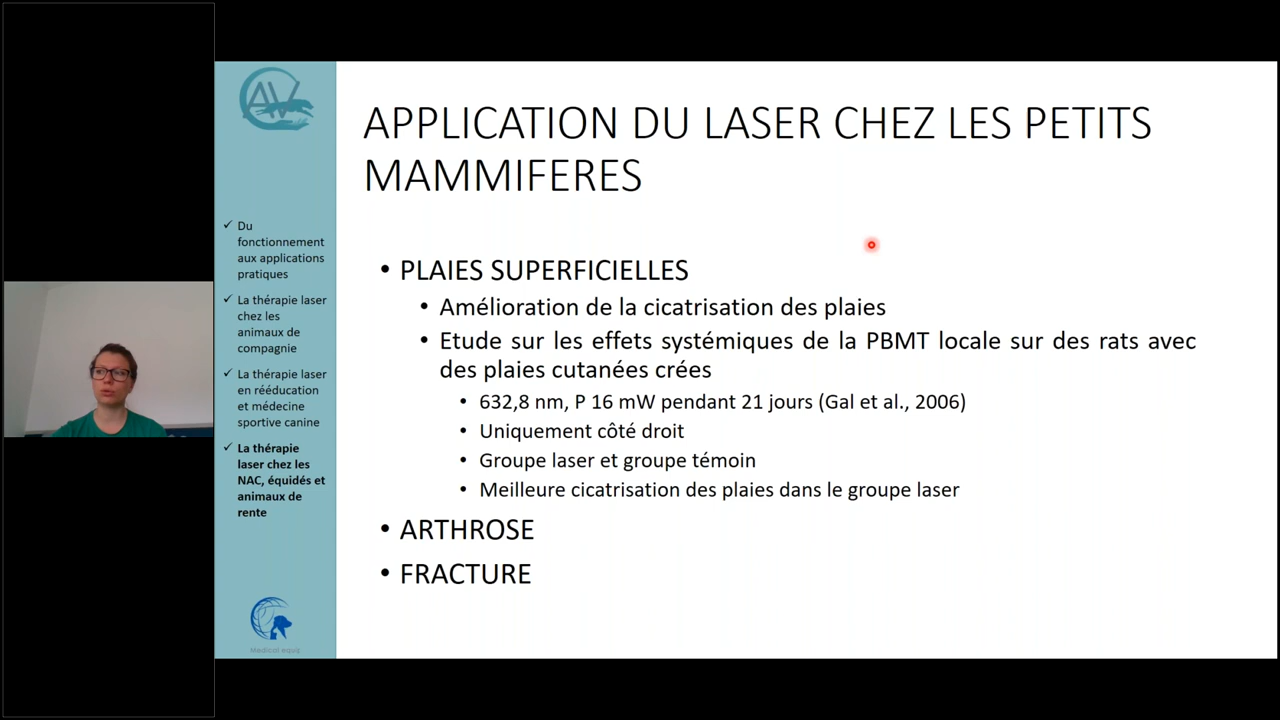 AV
Du
fonctionnement
aux applications
pratiques
La thérapie laser
chez les
animaux de
compagnie
La thérapie laser
en rééducation
et médecine
sportive canine
La thérapie
laser chez les
NAC, équidés et
animaux de
rente
Medical equg
APPLICATION DU LASER CHEZ LES PETITS
MAMMIFERES
• PLAIES SUPERFICIELLES
• Amélioration de la cicatrisation des plaies
• Etude sur les effets systémiques de la PBMT locale sur des rats avec
des plaies cutanées crées
• 632,8 nm, P 16 mW pendant 21 jours (Gal et al., 2006)
• Uniquement côté droit
• Groupe laser et groupe témoin
• Meilleure cicatrisation des plaies dans le groupe laser
• ARTHROSE
• FRACTURE